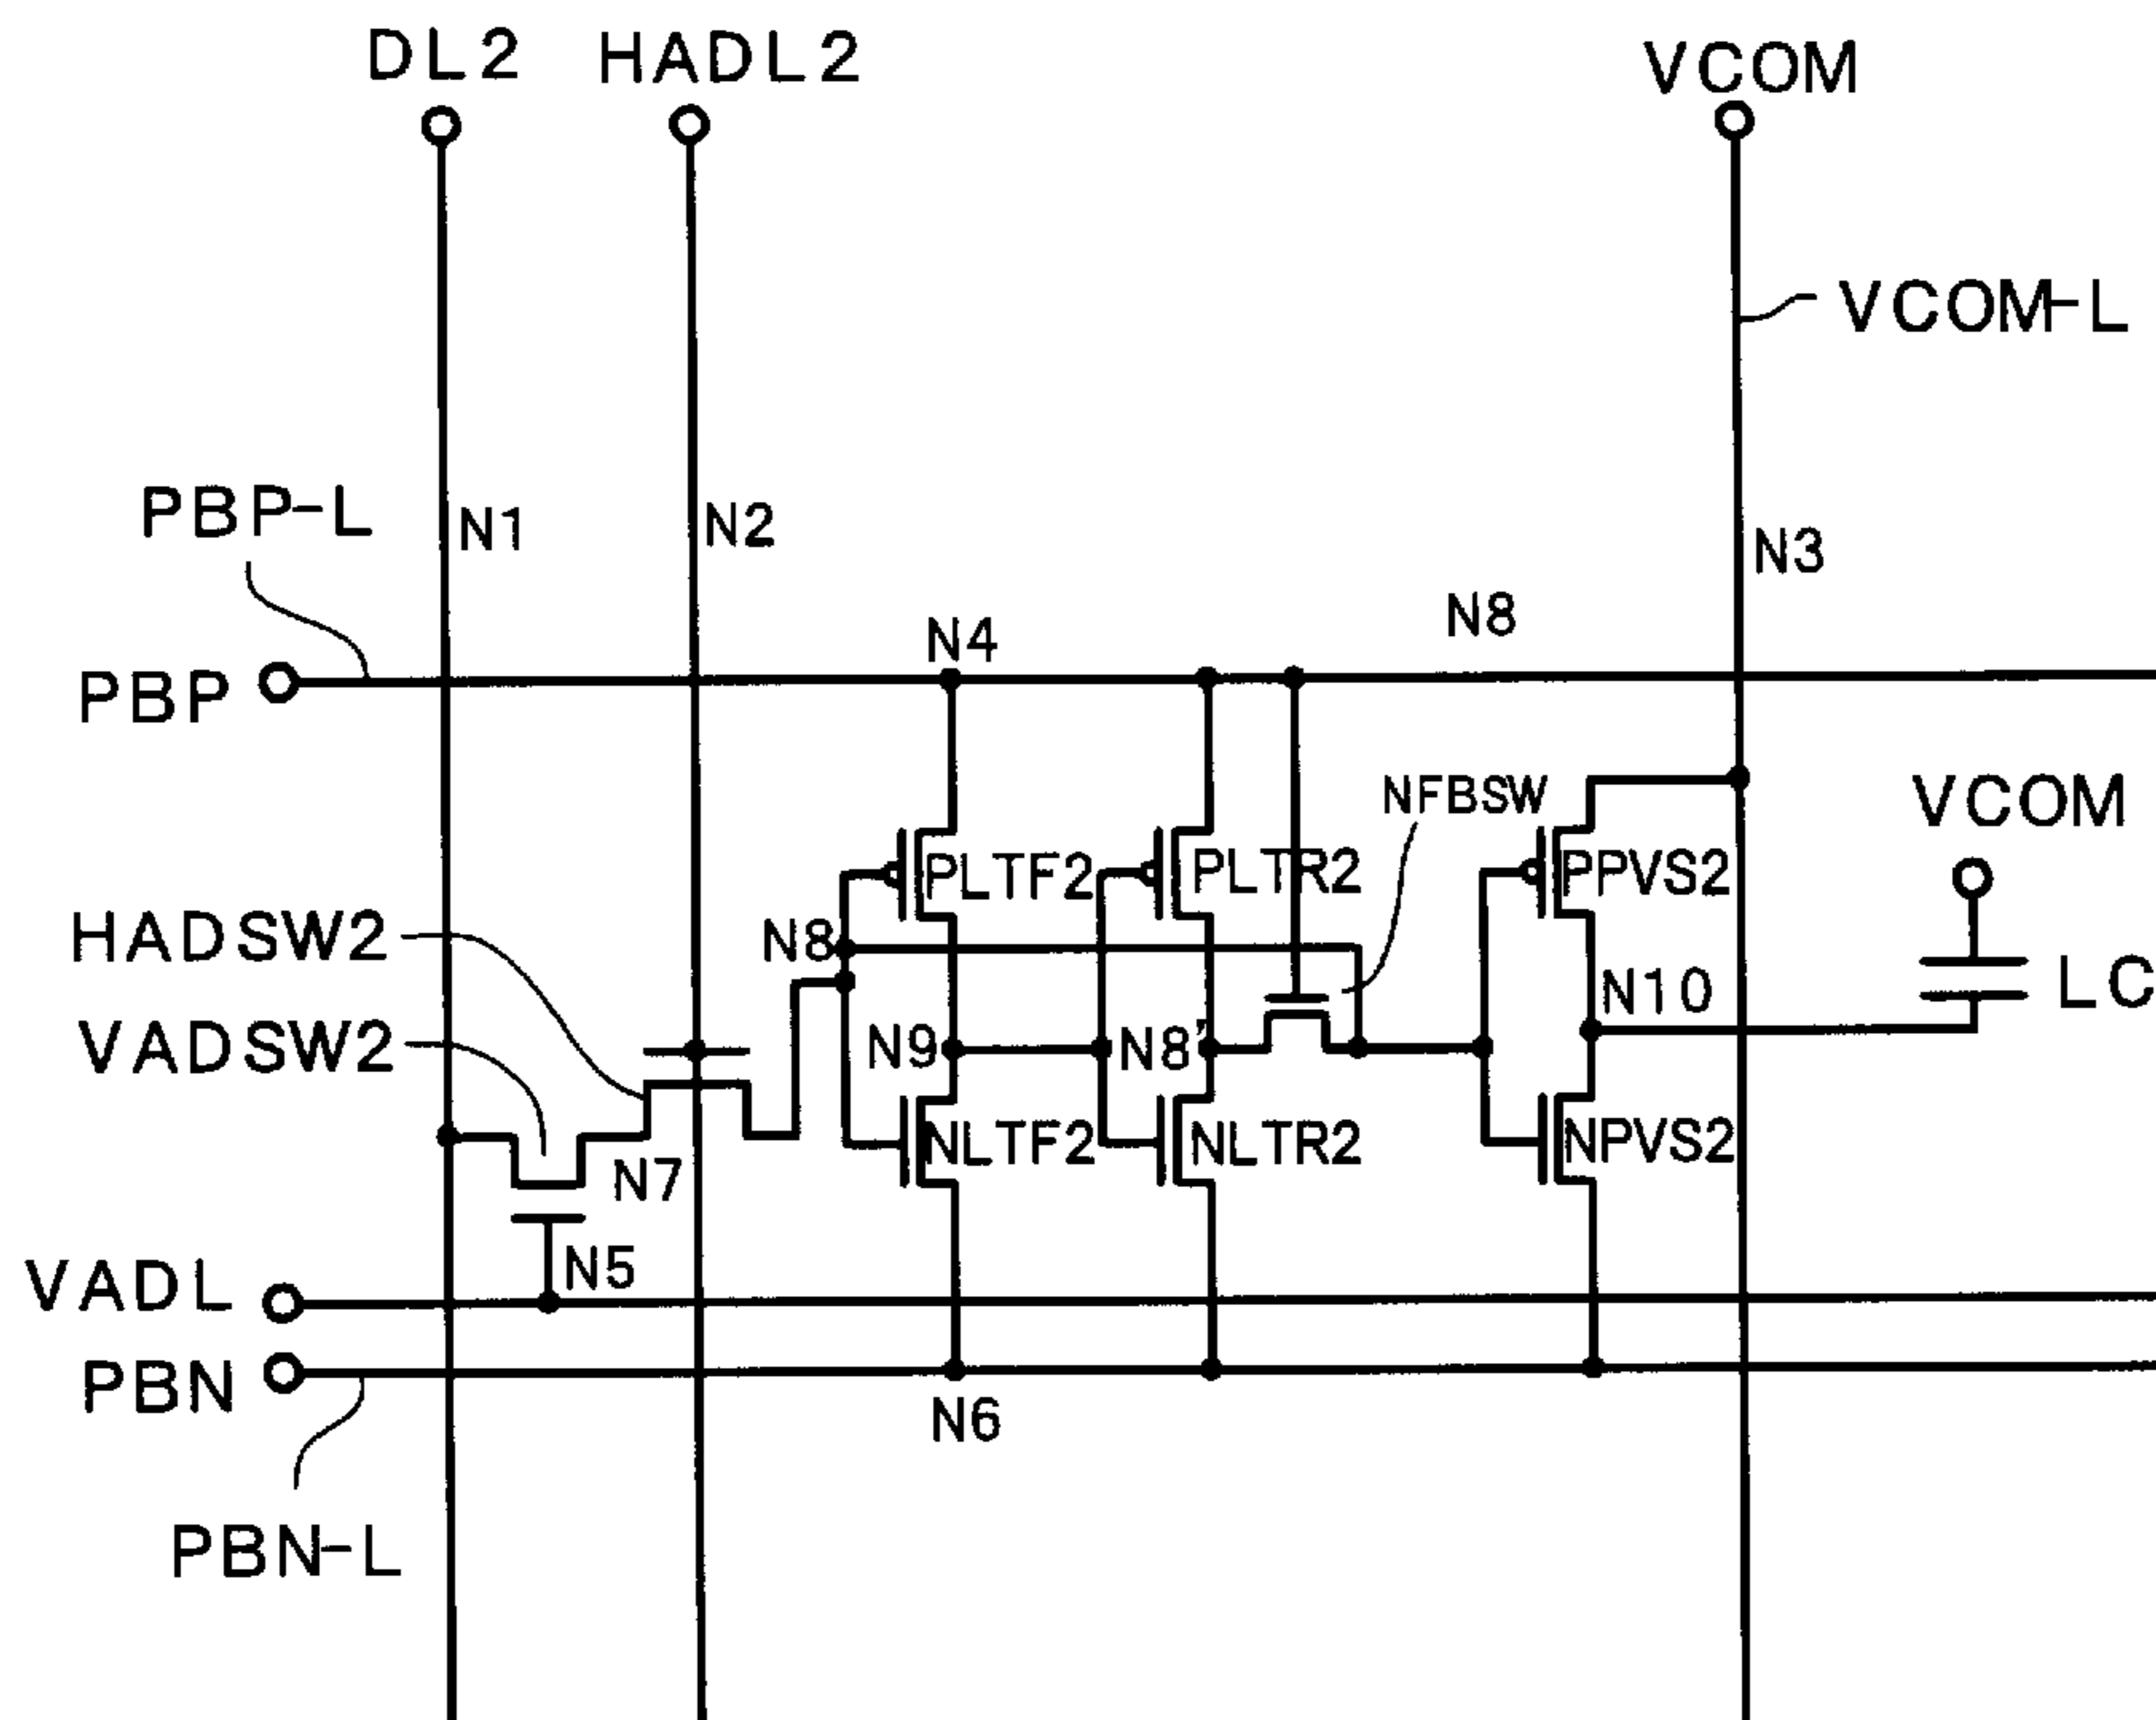 DL2
HADL2
VCOM
VCOM-L
PBP-L
N1
N2
N3
N8
N4
PBP
NFBSW
VCOM
PLTF2
PLTR2
PPVS2
HADSW2
N8
N10
LC
VADSW2
N9
N8'
NLTF2
NLTR2
NPVS2
N7
N5
VADL
PBN
N6
PBN-L